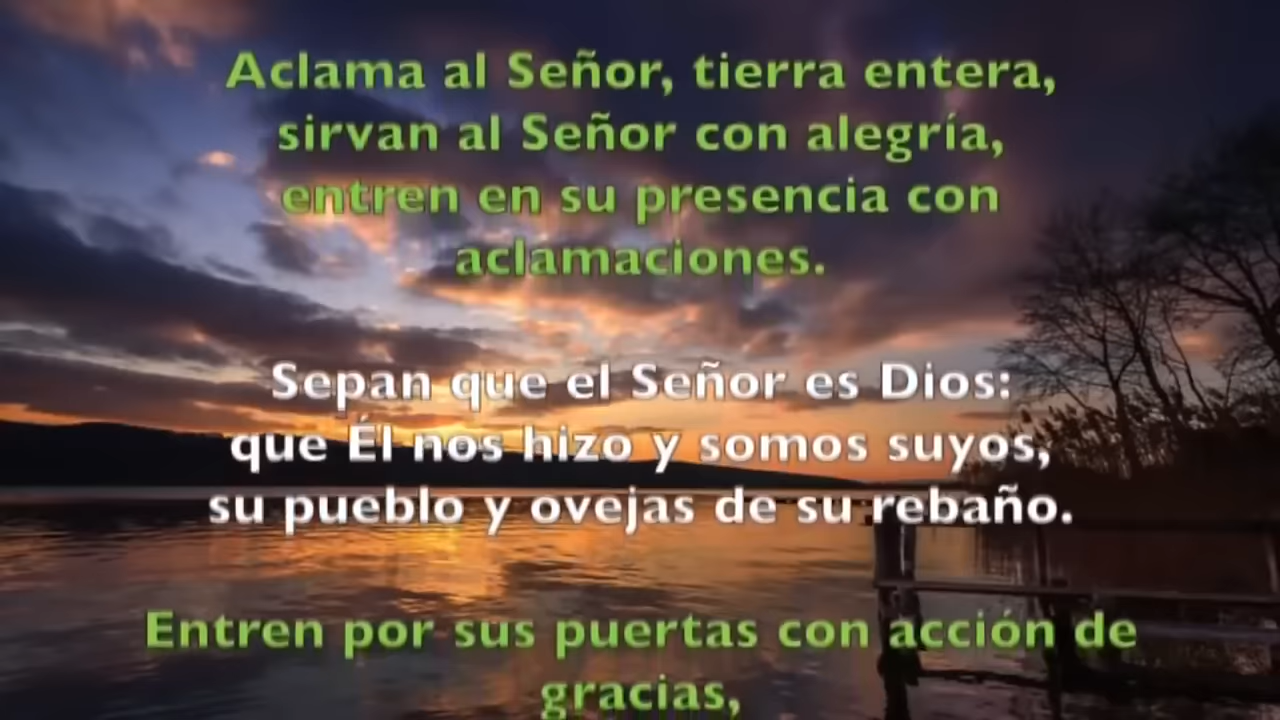 Aclama al Señor, tierra entera,
sirvan al Señor con alegría,
entren en su presencia con
aclamaciones.
Sepan que el Señor es Dios:
que Él nos hizo y somos suyos,
su pueblo y ovejas de su rebaño.
Entren por sus puertas con acción de
gracias,